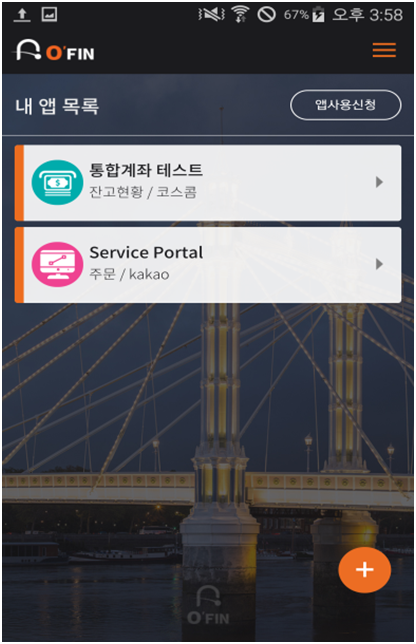 67% 오후 3:58
O'FIN
내 앱 목록
앱사용신청
통합계좌 테스트
잔고현황 / 코스콤
Service Portal
주문 / kakao
+
O'FIN